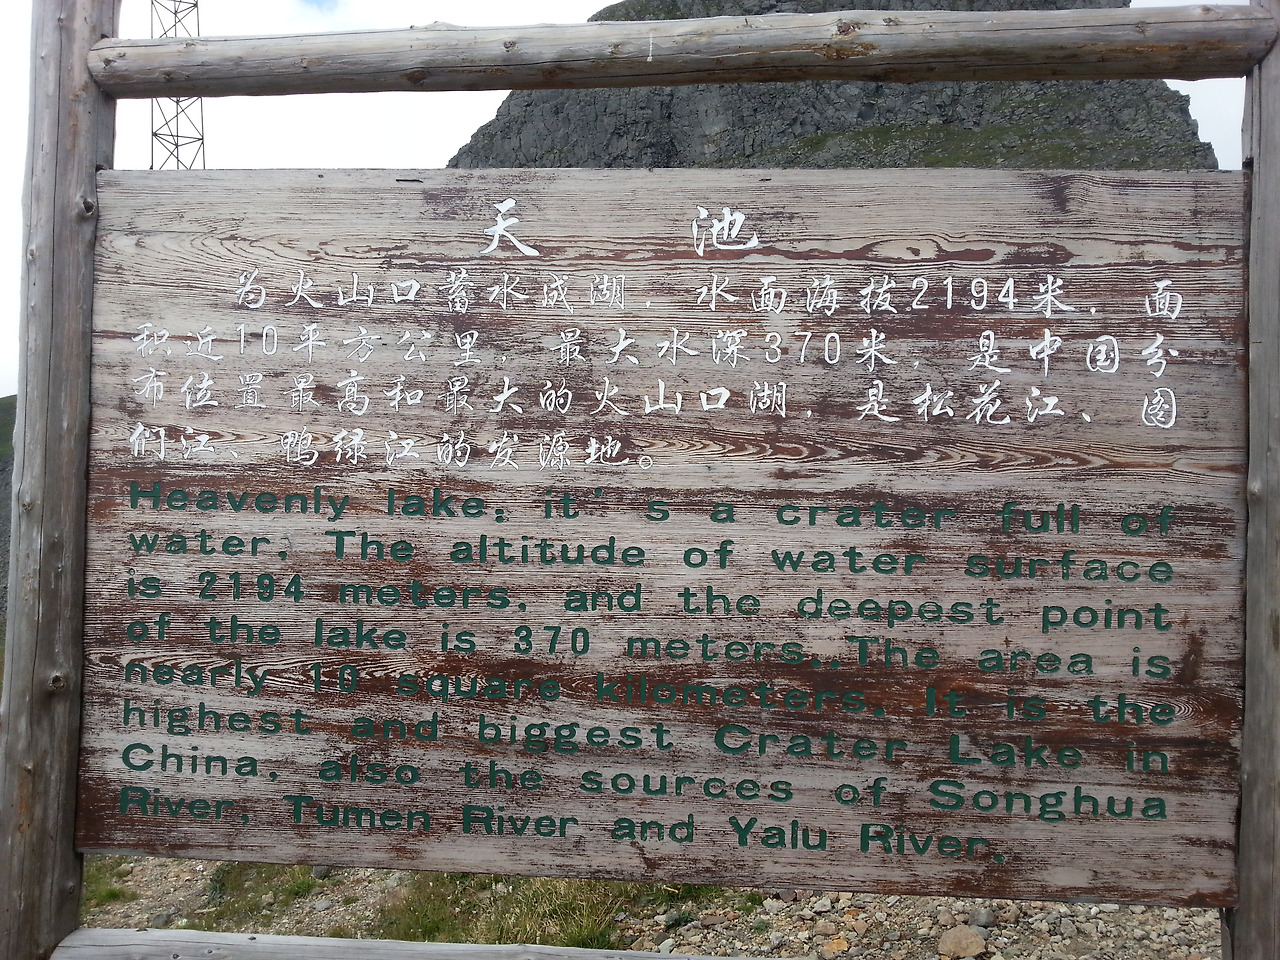 天 池
为火山口蓄水成湖，水面海拔2194米，面
积近10平方公里，最大水深370米，是中国分
布位置最高和最大的火山口湖，是松花江、图
们江、鸭绿江的发源地。
Heavenly lake: it's a crater full of
water. The altitude of water surface
is 2194 meters, and the deepest point
of the lake is 370 meters..The area is
nearly 10 square kilometers. It is the
highest and biggest Crater Lake in
China, also the sources of Songhua
River, Tumen River and Yalu River.